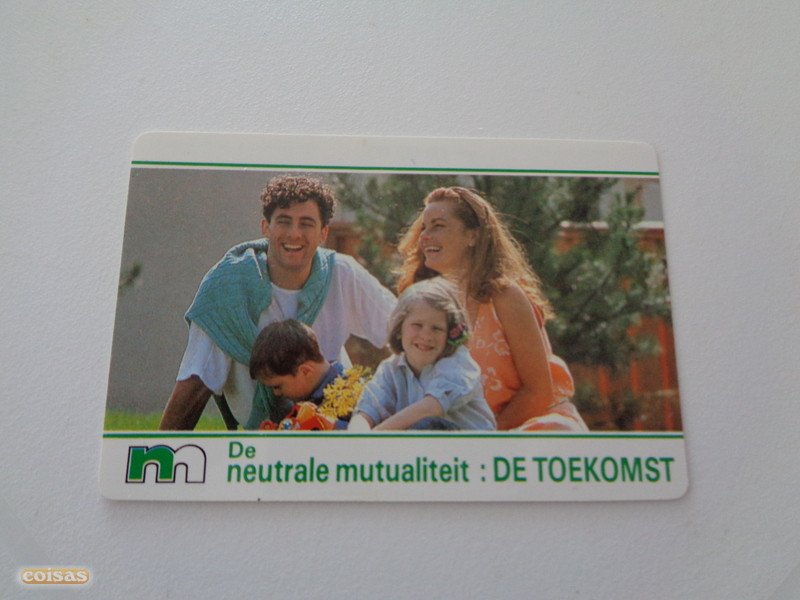 nm
De
neutrale mutualiteit : DE TOEKOMST
coisas